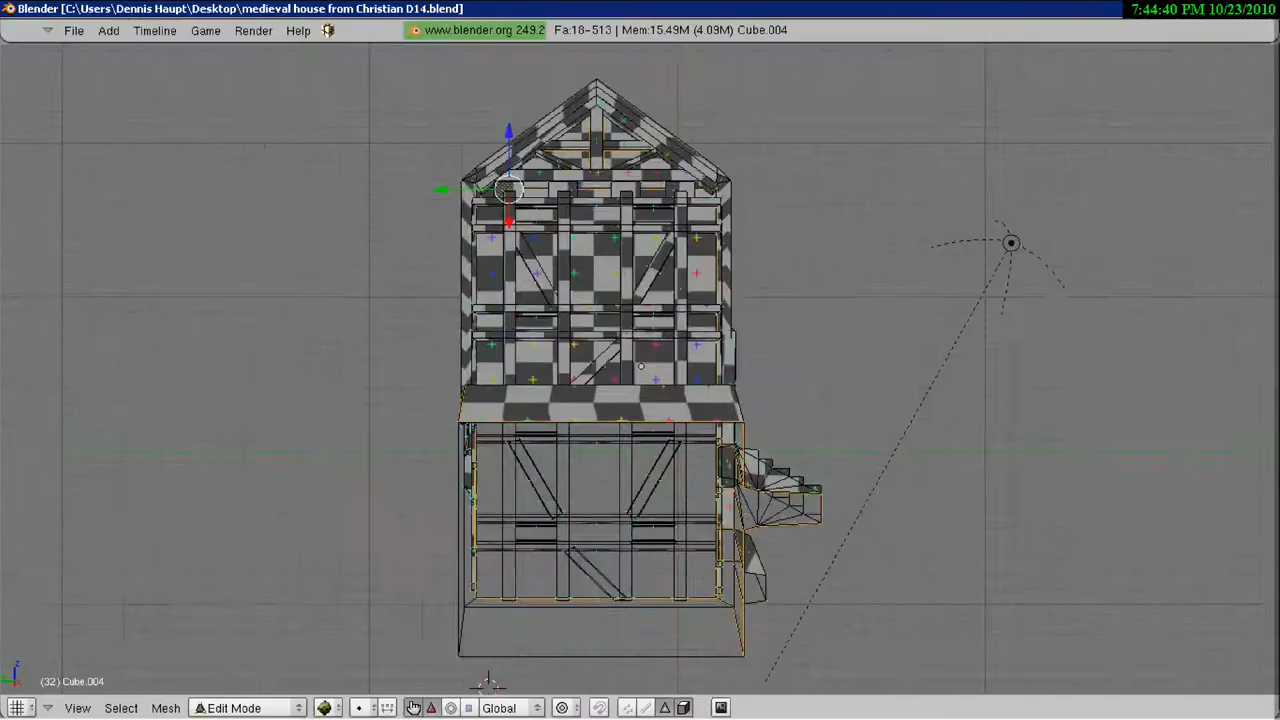 Blender [C:\Users\Dennis Haupt\Desktop\medieval house from Christian D14.blend]
7:44:40 PM 10/23/2010
File Add Timeline Game Render Help
www.blender.org 249.2 Fa:16-513 | Mem:15.49M (4.09M) Cube.004
z
(32) Cube.004
View Select Mesh Edit Mode Global